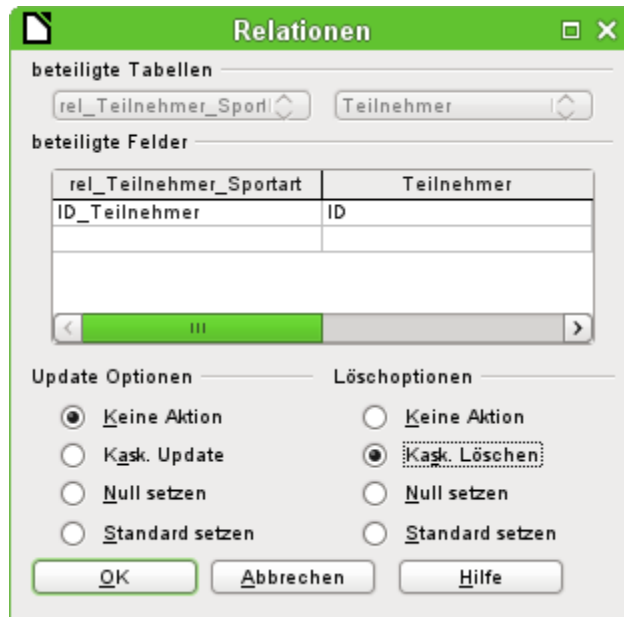 Relationen
beteiligte Tabellen
rel_Teilnehmer_Sport Teilnehmer
beteiligte Felder
rel_Teilnehmer_Sportart Teilnehmer
ID_Teilnehmer ID
Update Optionen Löschoptionen
Keine Aktion Keine Aktion
Kask. Update Kask. Löschen
Null setzen Null setzen
Standard setzen Standard setzen
OK Abbrechen Hilfe